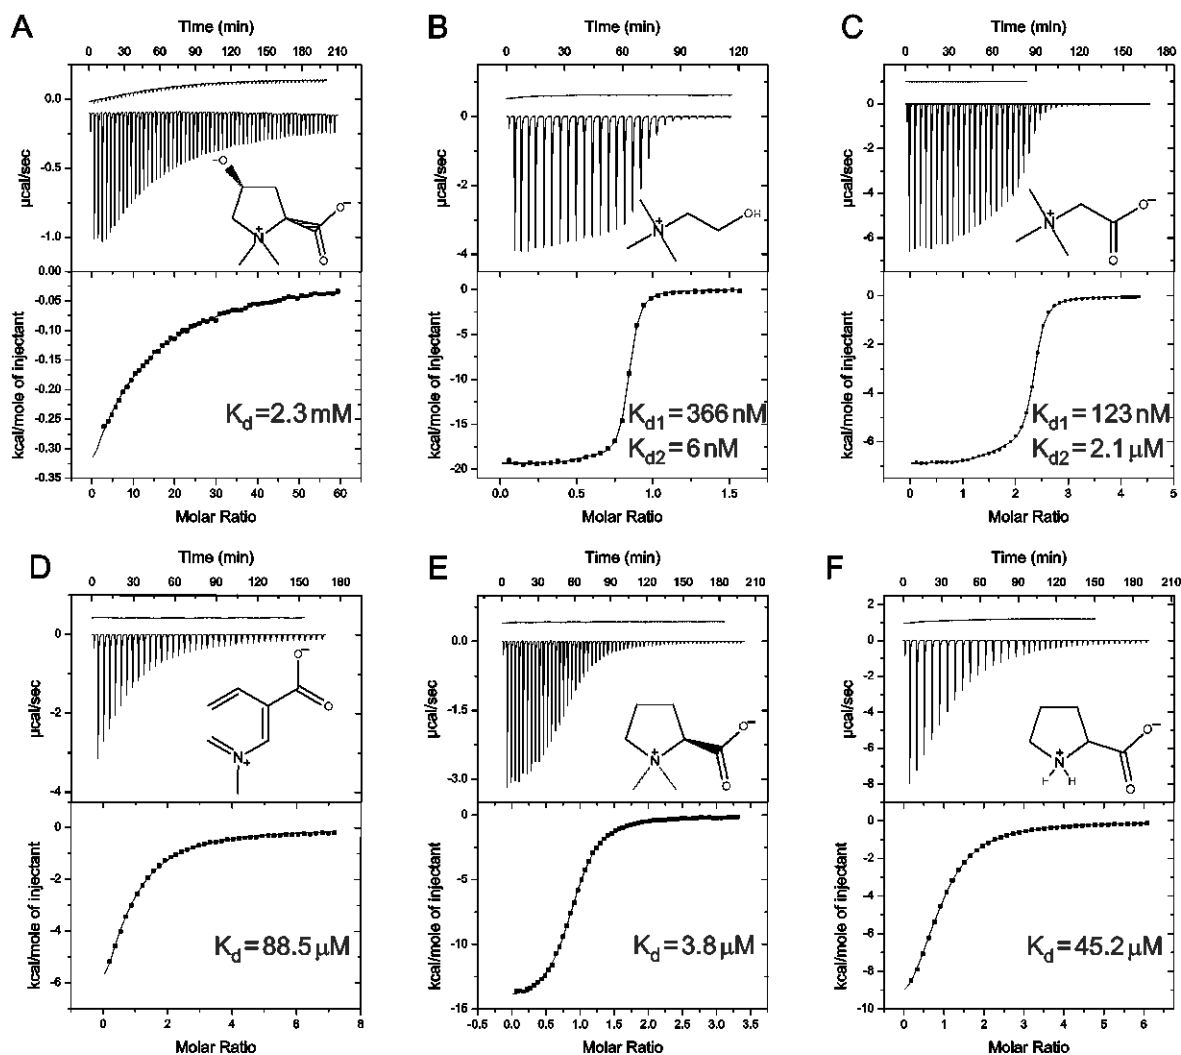 A
Time (min)
0 30 60 90 120 150 180 210
0.0
-0.5
-1.0
µcal/sec
−O
O−
N
+
O
0.00
-0.05
-0.10
-0.15
-0.20
-0.25
-0.30
-0.35
kcal/mole of injectant
Kd=2.3 mM
0 10 20 30 40 50 60
Molar Ratio
B
Time (min)
0 30 60 90 120
0
-2
-4
µcal/sec
OH
N
+
0
-5
-10
-15
-20
kcal/mole of injectant
Kd1=366 nM
Kd2=6 nM
0.0 0.5 1.0 1.5
Molar Ratio
C
Time (min)
0 30 60 90 120 150 180
0
-2
-4
-6
µcal/sec
O−
N
+
O
0
-2
-4
-6
kcal/mole of injectant
Kd1=123 nM
Kd2=2.1 µM
0 1 2 3 4 5
Molar Ratio
D
Time (min)
0 30 60 90 120 150 180
0
-2
-4
µcal/sec
O−
O
N+
0
-2
-4
-6
kcal/mole of injectant
Kd=88.5 µM
0 2 4 6 8
Molar Ratio
E
Time (min)
0 30 60 90 120 150 180 210
0.0
-1.5
-3.0
µcal/sec
O−
N
+
O
0
-5
-10
-15
kcal/mole of injectant
Kd=3.8 µM
-0.5 0.0 0.5 1.0 1.5 2.0 2.5 3.0 3.5
Molar Ratio
F
Time (min)
0 30 60 90 120 150 180 210
2
0
-2
-4
-6
-8
µcal/sec
O−
N
+
H H
O
0
-2
-4
-6
-8
-10
kcal/mole of injectant
Kd=45.2 µM
0 1 2 3 4 5 6
Molar Ratio